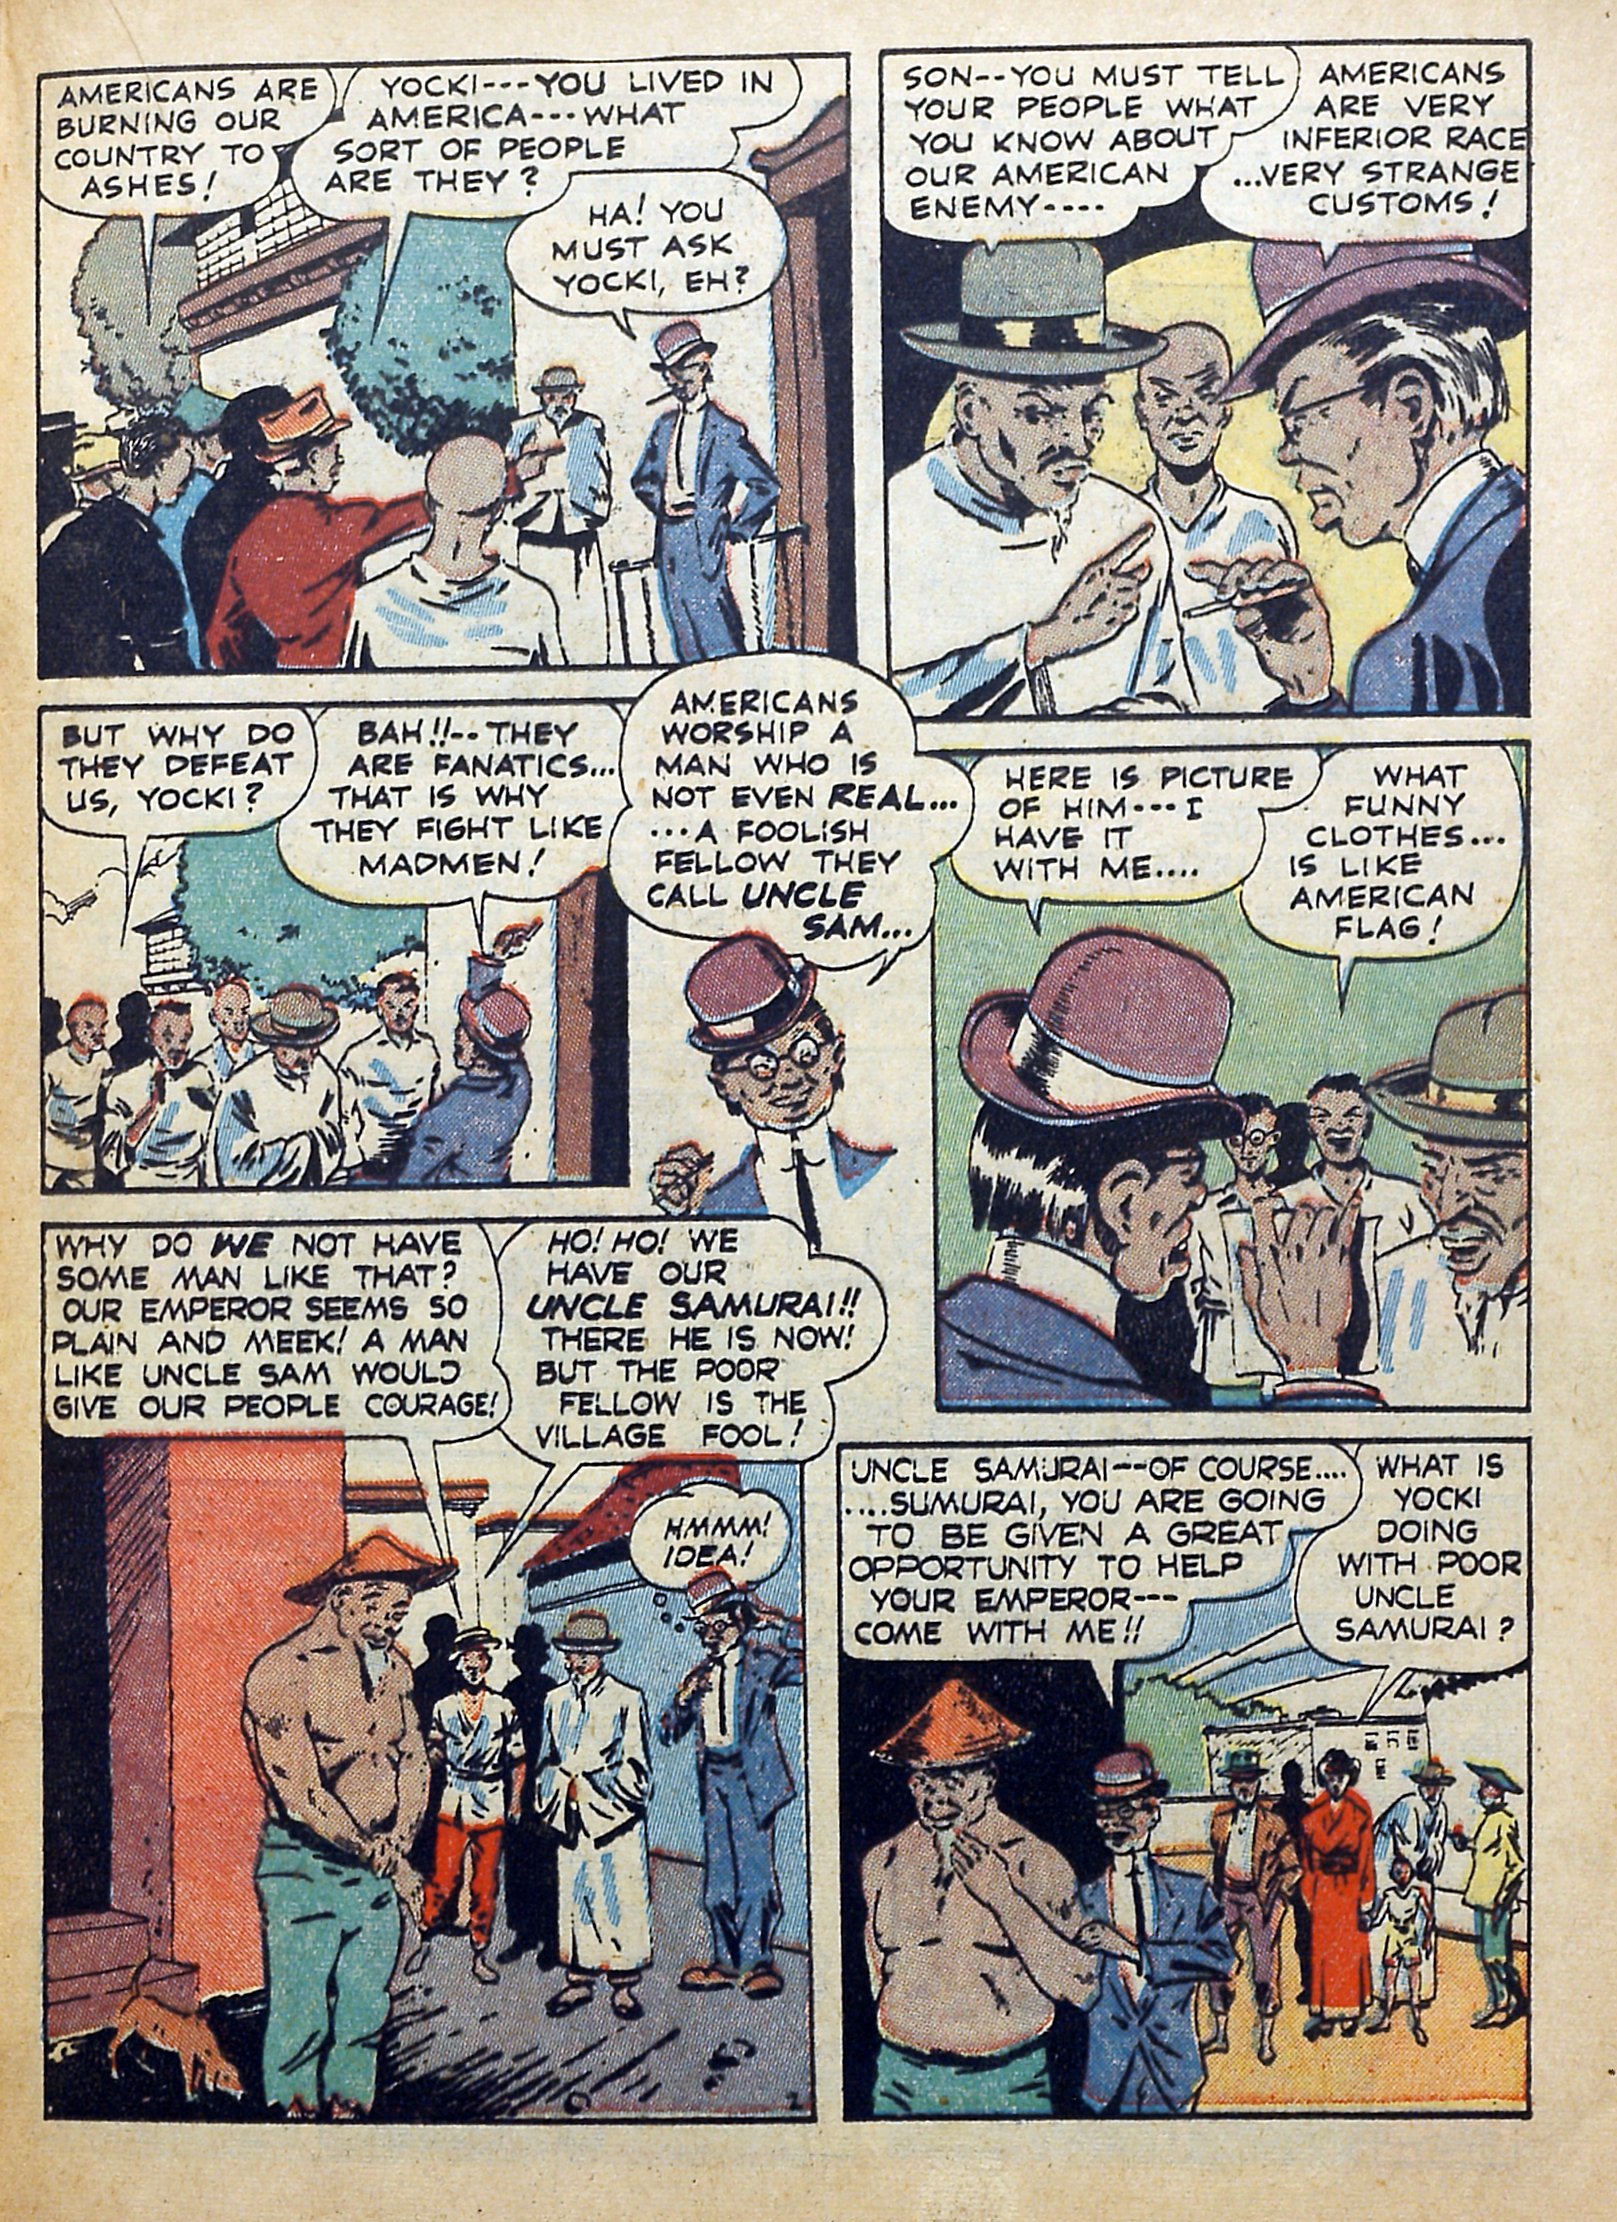 AMERICANS ARE
BURNING OUR
COUNTRY TO
ASHES!
YOCKI---YOU LIVED IN
AMERICA---WHAT
SORT OF PEOPLE
ARE THEY?
HA! YOU
MUST ASK
YOCKI, EH?
SON--YOU MUST TELL
YOUR PEOPLE WHAT
YOU KNOW ABOUT
OUR AMERICAN
ENEMY----
AMERICANS
ARE VERY
INFERIOR RACE
...VERY STRANGE
CUSTOMS!
BUT WHY DO
THEY DEFEAT
US, YOCKI?
BAH!!--THEY
ARE FANATICS...
THAT IS WHY
THEY FIGHT LIKE
MADMEN!
AMERICANS
WORSHIP A
MAN WHO IS
NOT EVEN REAL...
...A FOOLISH
FELLOW THEY
CALL UNCLE
SAM...
HERE IS PICTURE
OF HIM---I
HAVE IT
WITH ME....
WHAT
FUNNY
CLOTHES...
IS LIKE
AMERICAN
FLAG!
WHY DO WE NOT HAVE
SOME MAN LIKE THAT?
OUR EMPEROR SEEMS SO
PLAIN AND MEEK! A MAN
LIKE UNCLE SAM WOULD
GIVE OUR PEOPLE COURAGE!
HO! HO! WE
HAVE OUR
UNCLE SAMURAI!!
THERE HE IS NOW!
BUT THE POOR
FELLOW IS THE
VILLAGE FOOL!
HMMM!
IDEA!
2
UNCLE SAMURAI--OF COURSE....
....SUMURAI, YOU ARE GOING
TO BE GIVEN A GREAT
OPPORTUNITY TO HELP
YOUR EMPEROR---
COME WITH ME!!
WHAT IS
YOCKI
DOING
WITH POOR
UNCLE
SAMURAI?